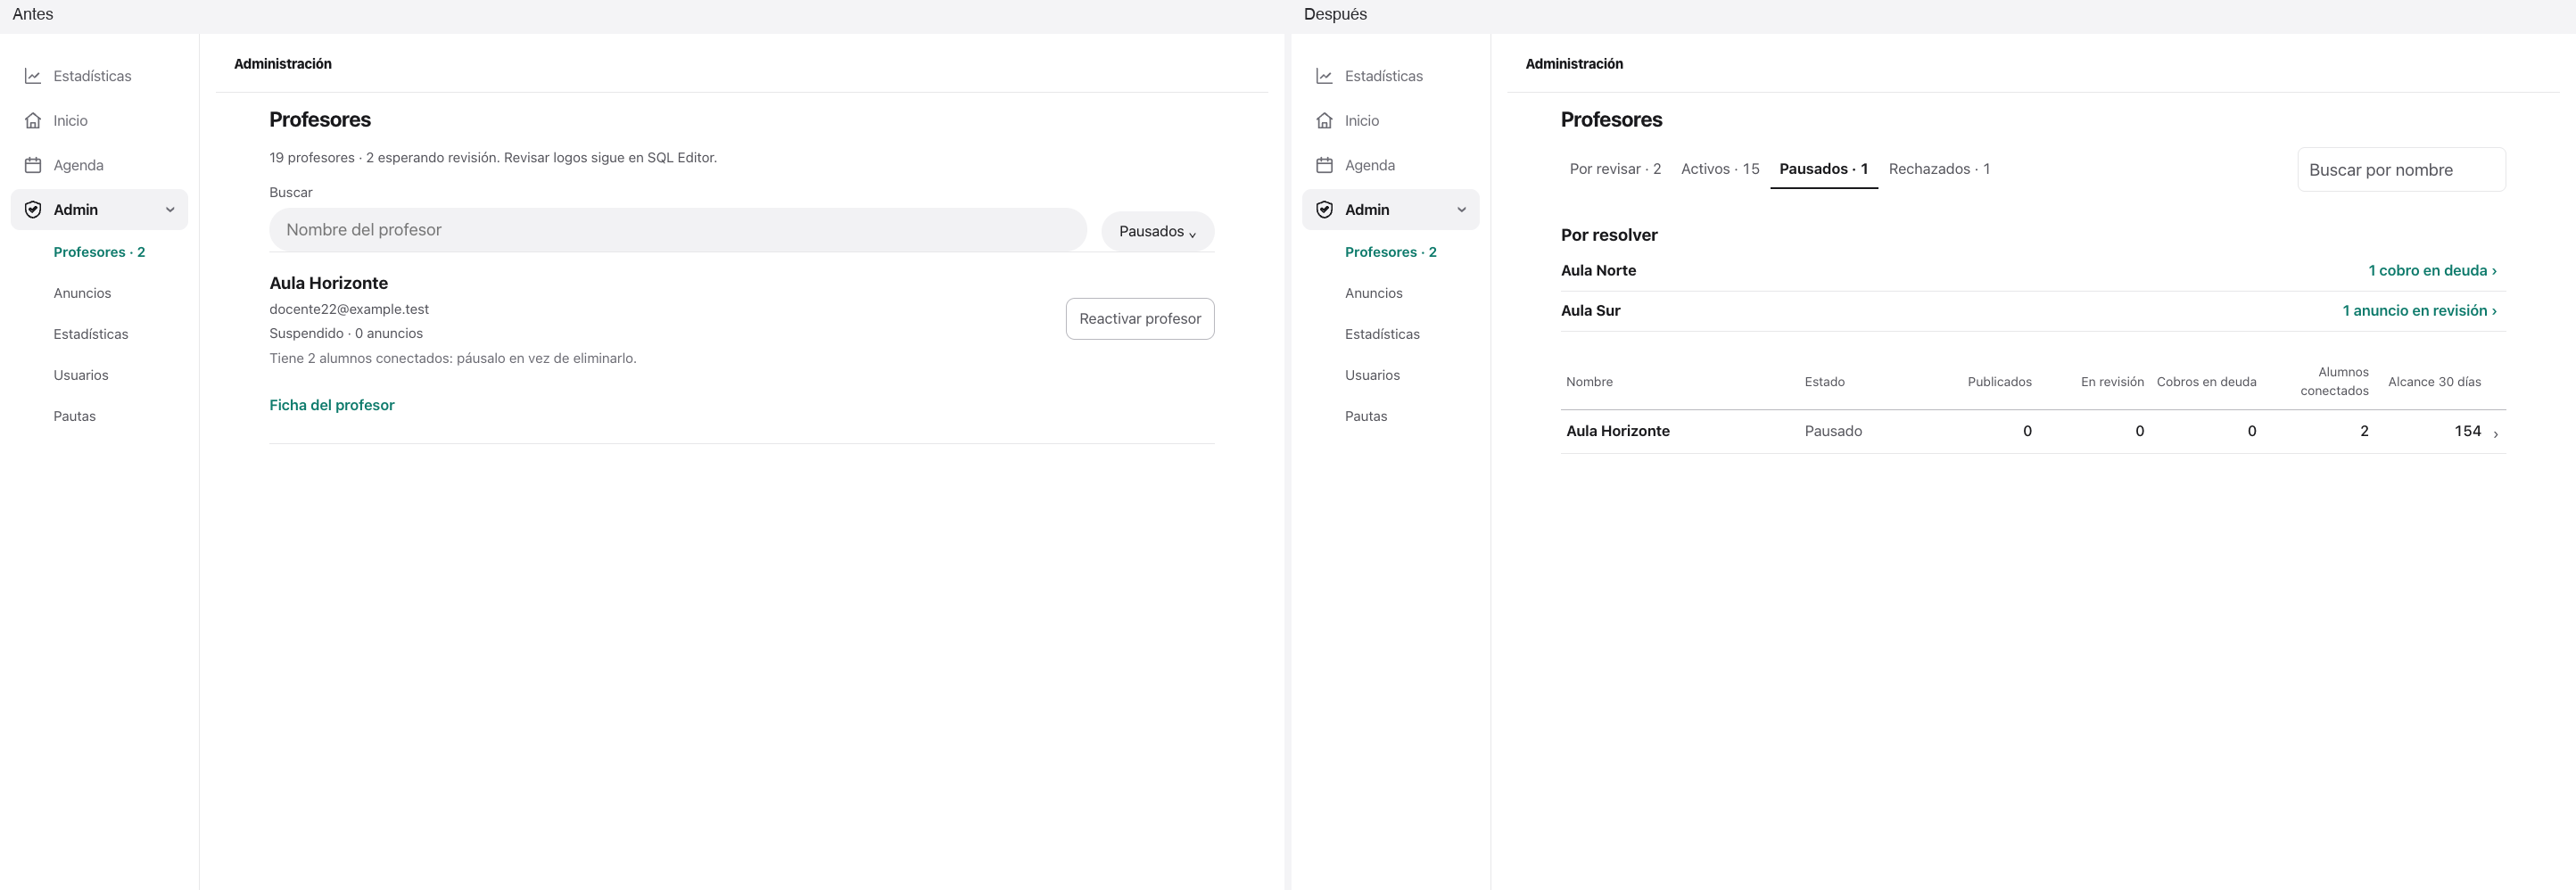 Antes
Estadísticas
Inicio
Agenda
Admin
Profesores · 2
Anuncios
Estadísticas
Usuarios
Pautas
Administración
Profesores
19 profesores · 2 esperando revisión. Revisar logos sigue en SQL Editor.
Buscar
Nombre del profesor
Pausados
Aula Horizonte
docente22@example.test
Suspendido · 0 anuncios
Tiene 2 alumnos conectados: páusalo en vez de eliminarlo.
Reactivar profesor
Ficha del profesor
Después
Estadísticas
Inicio
Agenda
Admin
Profesores · 2
Anuncios
Estadísticas
Usuarios
Pautas
Administración
Profesores
Por revisar · 2 Activos · 15 Pausados · 1 Rechazados · 1
Buscar por nombre
Por resolver
Aula Norte 1 cobro en deuda ›
Aula Sur 1 anuncio en revisión ›
Nombre Estado Publicados En revisión Cobros en deuda Alumnos conectados Alcance 30 días
Aula Horizonte Pausado 0 0 0 2 154 ›